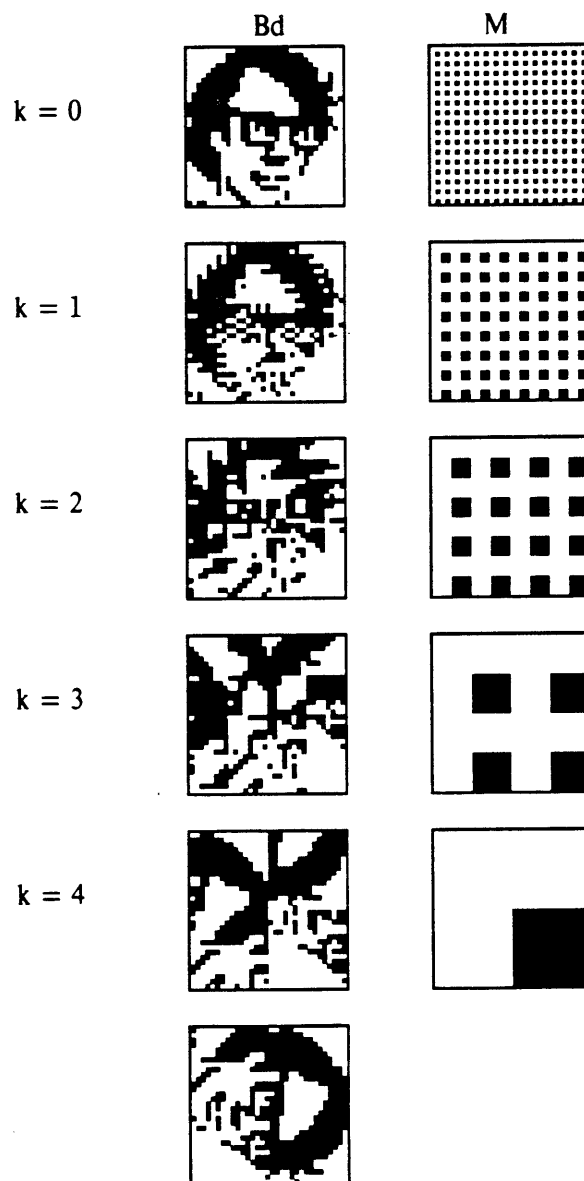 Bd M
k = 0
k = 1
k = 2
k = 3
k = 4